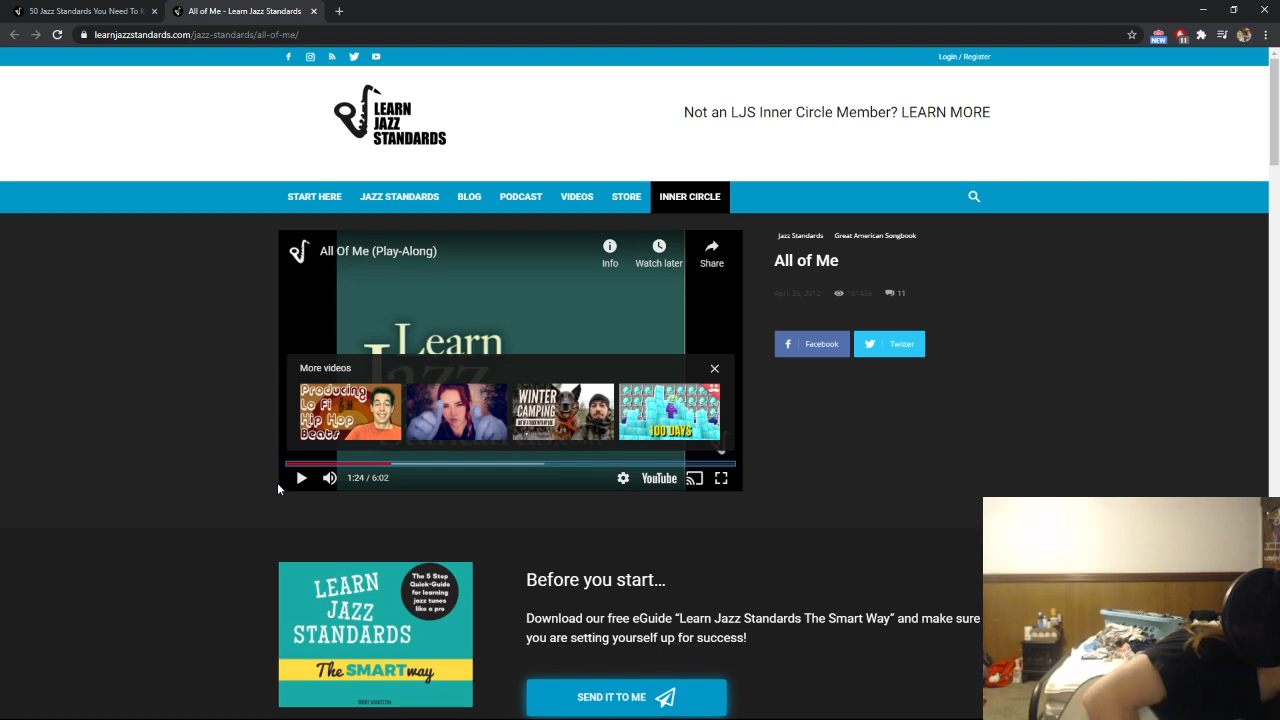 50 Jazz Standards You Need To K
All of Me - Learn Jazz Standards
learnjazzstandards.com/jazz-standards/all-of-me/
NEW
11
Login / Register
LEARN
JAZZ
STANDARDS
Not an LJS Inner Circle Member? LEARN MORE
START HERE
JAZZ STANDARDS
BLOG
PODCAST
VIDEOS
STORE
INNER CIRCLE
All Of Me (Play-Along)
Info
Watch later
Share
Learn
Jazz
More videos
Producing
Lo Fi
Hip Hop
Beats
WINTER
CAMPING
100 DAYS
1:24 / 6:02
YouTube
Jazz Standards
Great American Songbook
All of Me
April 26, 2012
11
Facebook
Twitter
LEARN
JAZZ
STANDARDS
The SMART way
The 5 Step
Quick-Guide
for learning
jazz tunes
like a pro
Before you start…
Download our free eGuide “Learn Jazz Standards The Smart Way” and make sure
you are setting yourself up for success!
SEND IT TO ME